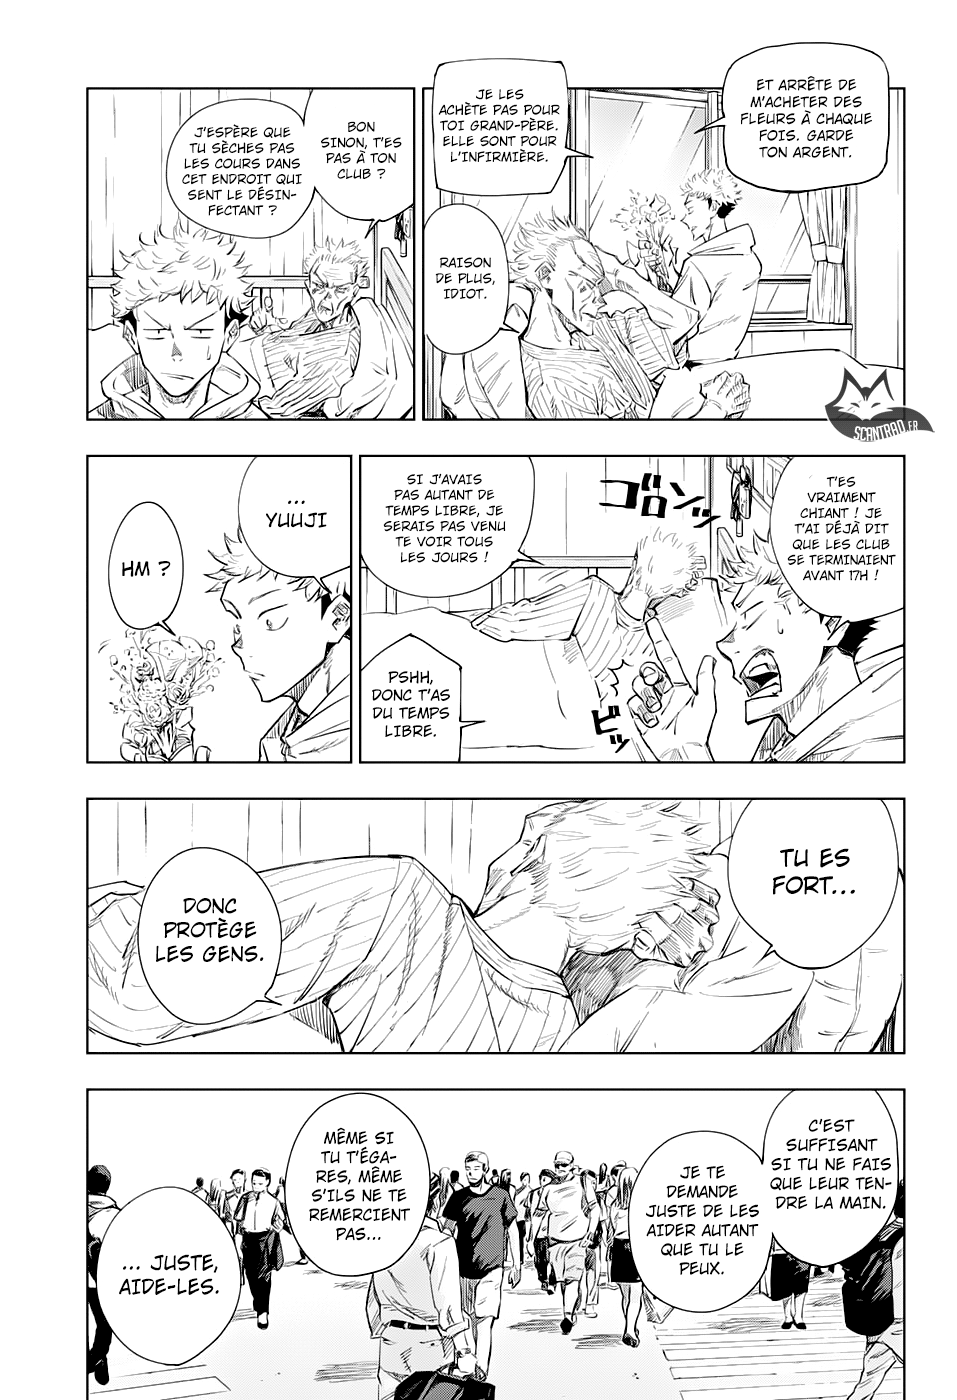 ET ARRÊTE DE
M'ACHETER DES
FLEURS À CHAQUE
FOIS. GARDE
TON ARGENT.
JE LES
ACHÈTE PAS POUR
TOI GRAND-PÈRE.
ELLE SONT POUR
L'INFIRMIÈRE.
RAISON
DE PLUS,
IDIOT.
BON
SINON, T'ES
PAS À TON
CLUB ?
J'ESPÈRE QUE
TU SÈCHES PAS
LES COURS DANS
CET ENDROIT QUI
SENT LE DÉSIN-
FECTANT ?
SCANTRAD.FR
T'ES
VRAIMENT
CHIANT ! JE
T'AI DÉJÀ DIT
QUE LES CLUB
SE TERMINAIENT
AVANT 17H !
ゴロンッ
SI J'AVAIS
PAS AUTANT DE
TEMPS LIBRE, JE
SERAIS PAS VENU
TE VOIR TOUS
LES JOURS !
ビッ
PSHH,
DONC T'AS
DU TEMPS
LIBRE.
...
YUUJI
HM ?
TU ES
FORT...
DONC
PROTÈGE
LES GENS.
C'EST
SUFFISANT
SI TU NE FAIS
QUE LEUR TEN-
DRE LA MAIN.
JE TE
DEMANDE
JUSTE DE LES
AIDER AUTANT
QUE TU LE
PEUX.
MÊME SI
TU T'ÉGA-
RES, MÊME
S'ILS NE TE
REMERCIENT
PAS...
... JUSTE,
AIDE-LES.